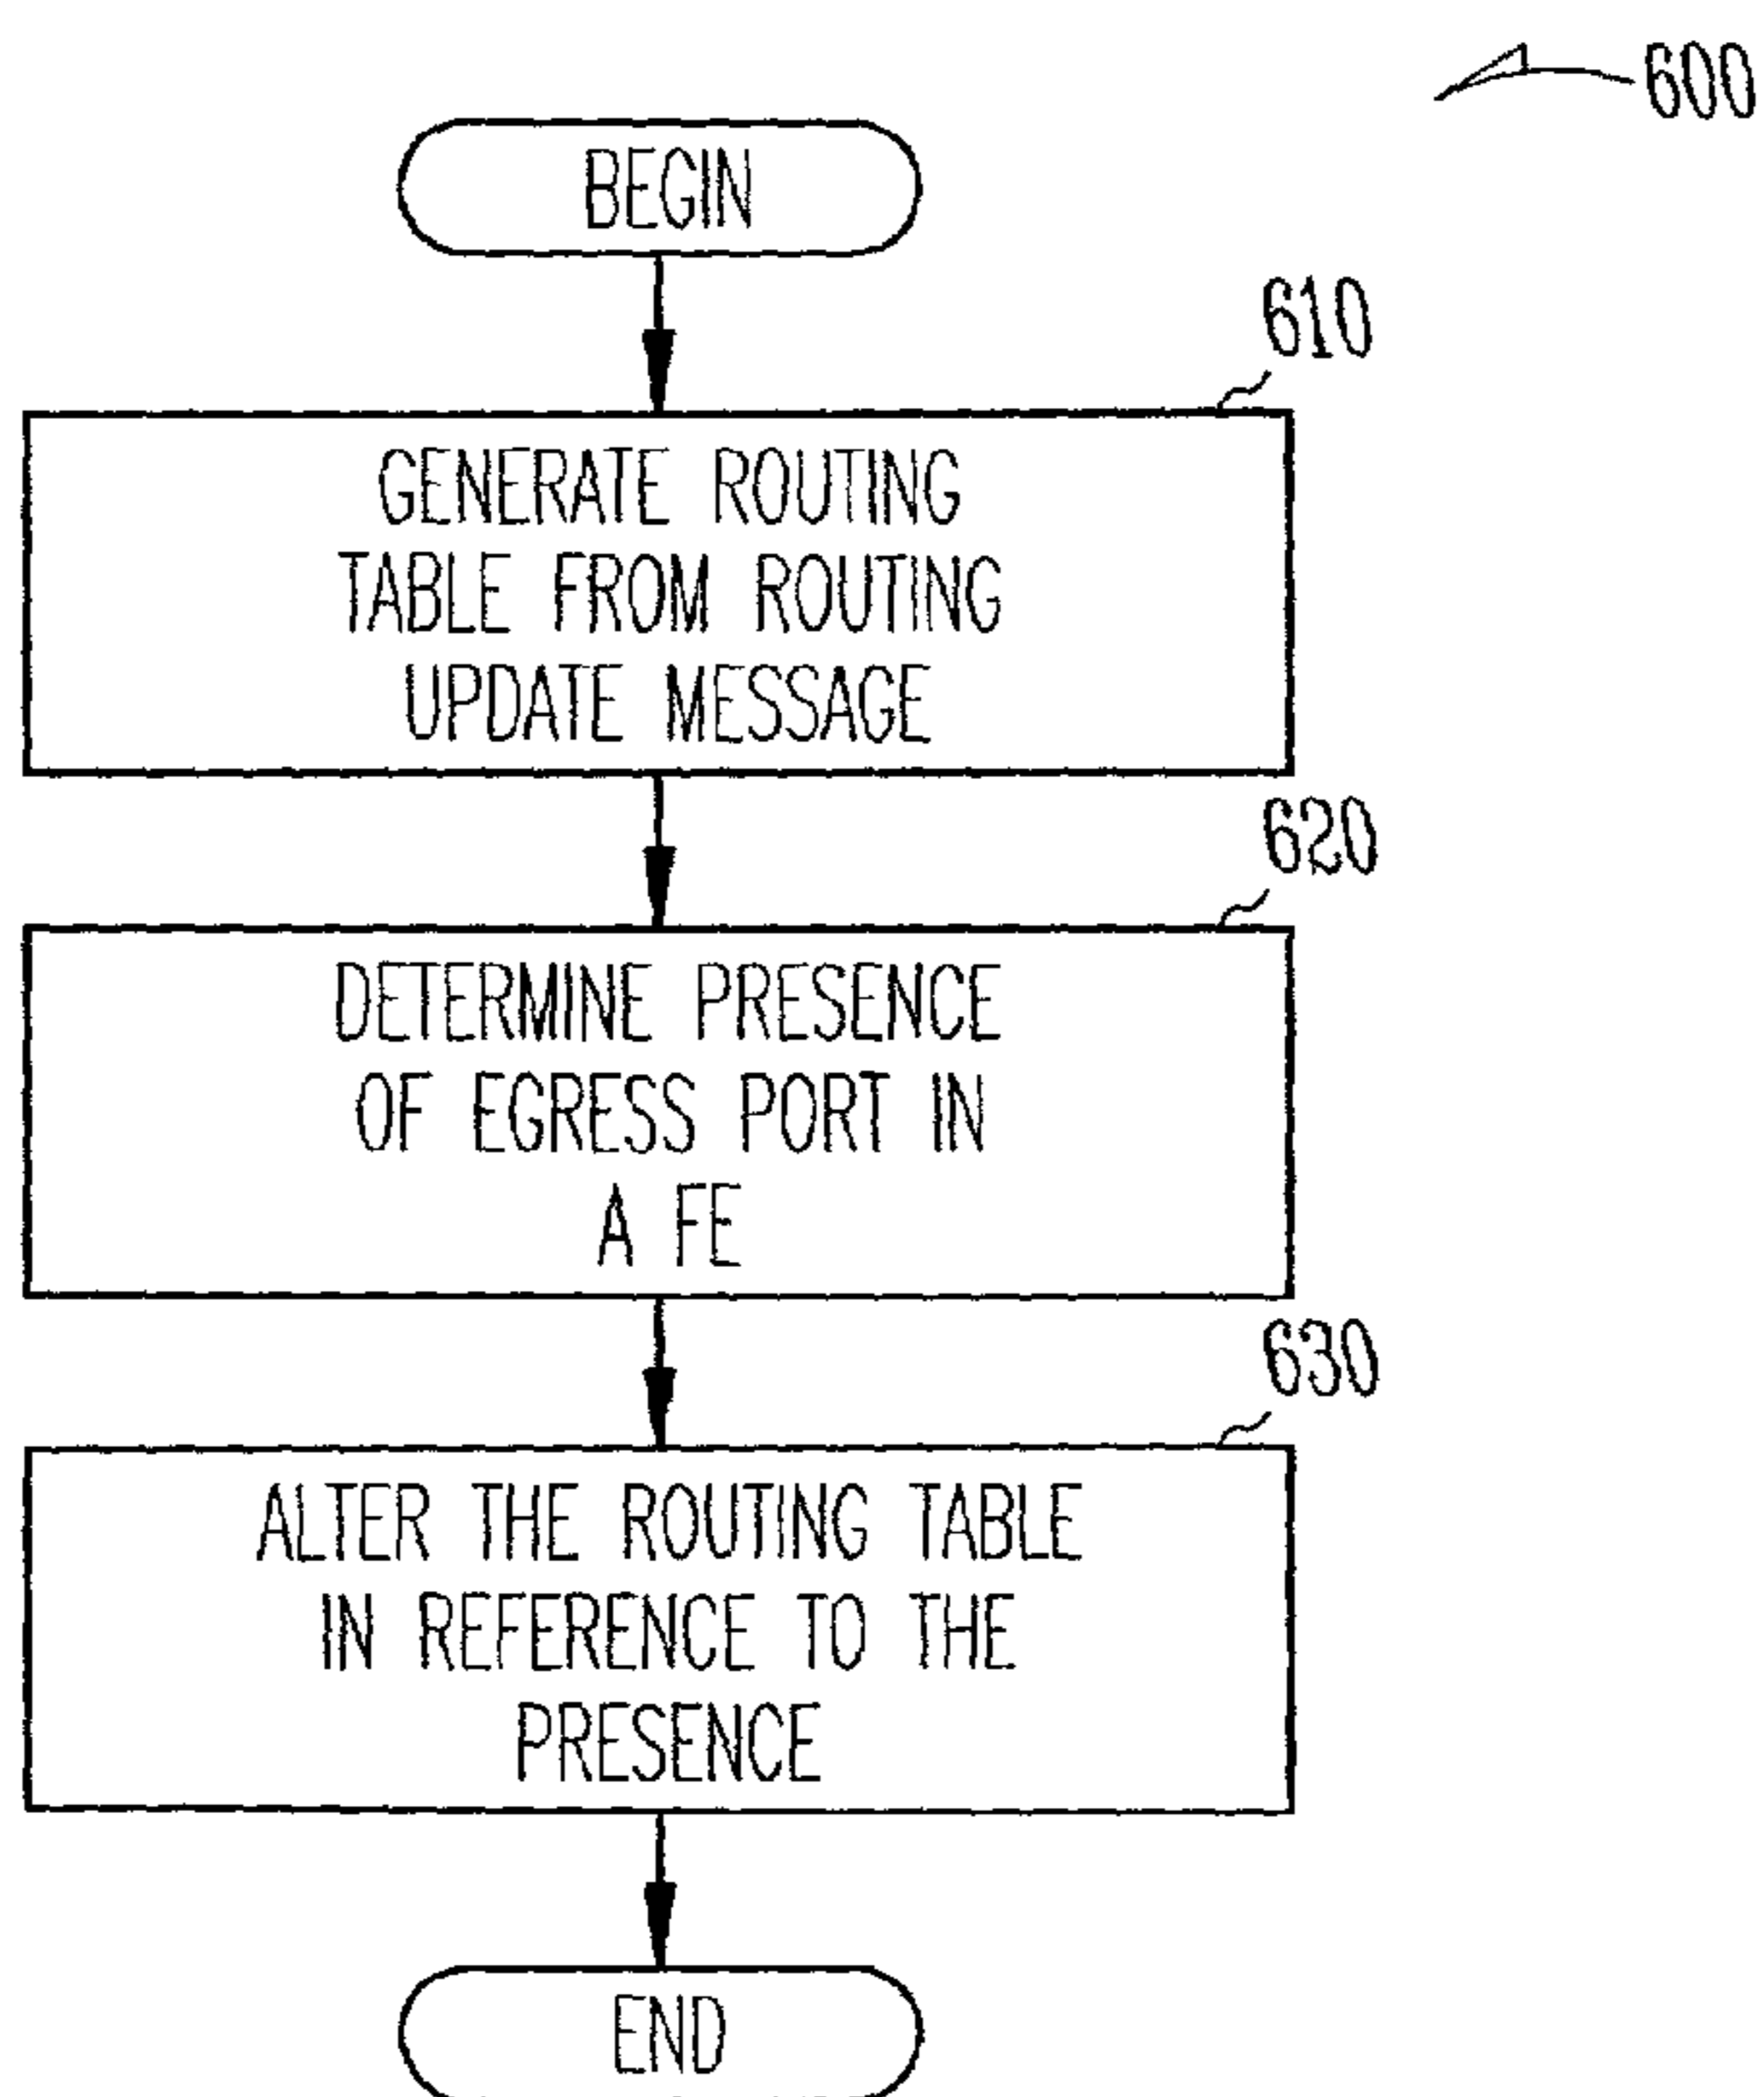 600
BEGIN
610
GENERATE ROUTING
TABLE FROM ROUTING
UPDATE MESSAGE
620
DETERMINE PRESENCE
OF EGRESS PORT IN
A FE
630
ALTER THE ROUTING TABLE
IN REFERENCE TO THE
PRESENCE
END